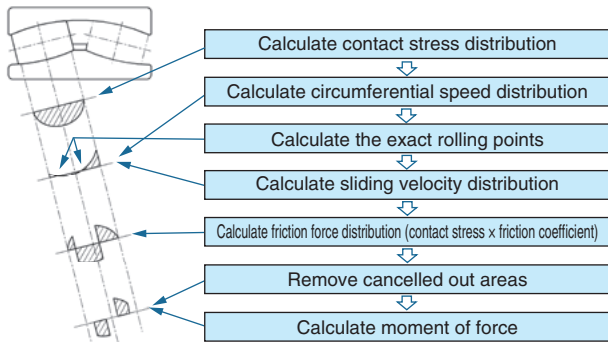 Calculate contact stress distribution
Calculate circumferential speed distribution
Calculate the exact rolling points
Calculate sliding velocity distribution
Calculate friction force distribution (contact stress x friction coefficient)
Remove cancelled out areas
Calculate moment of force